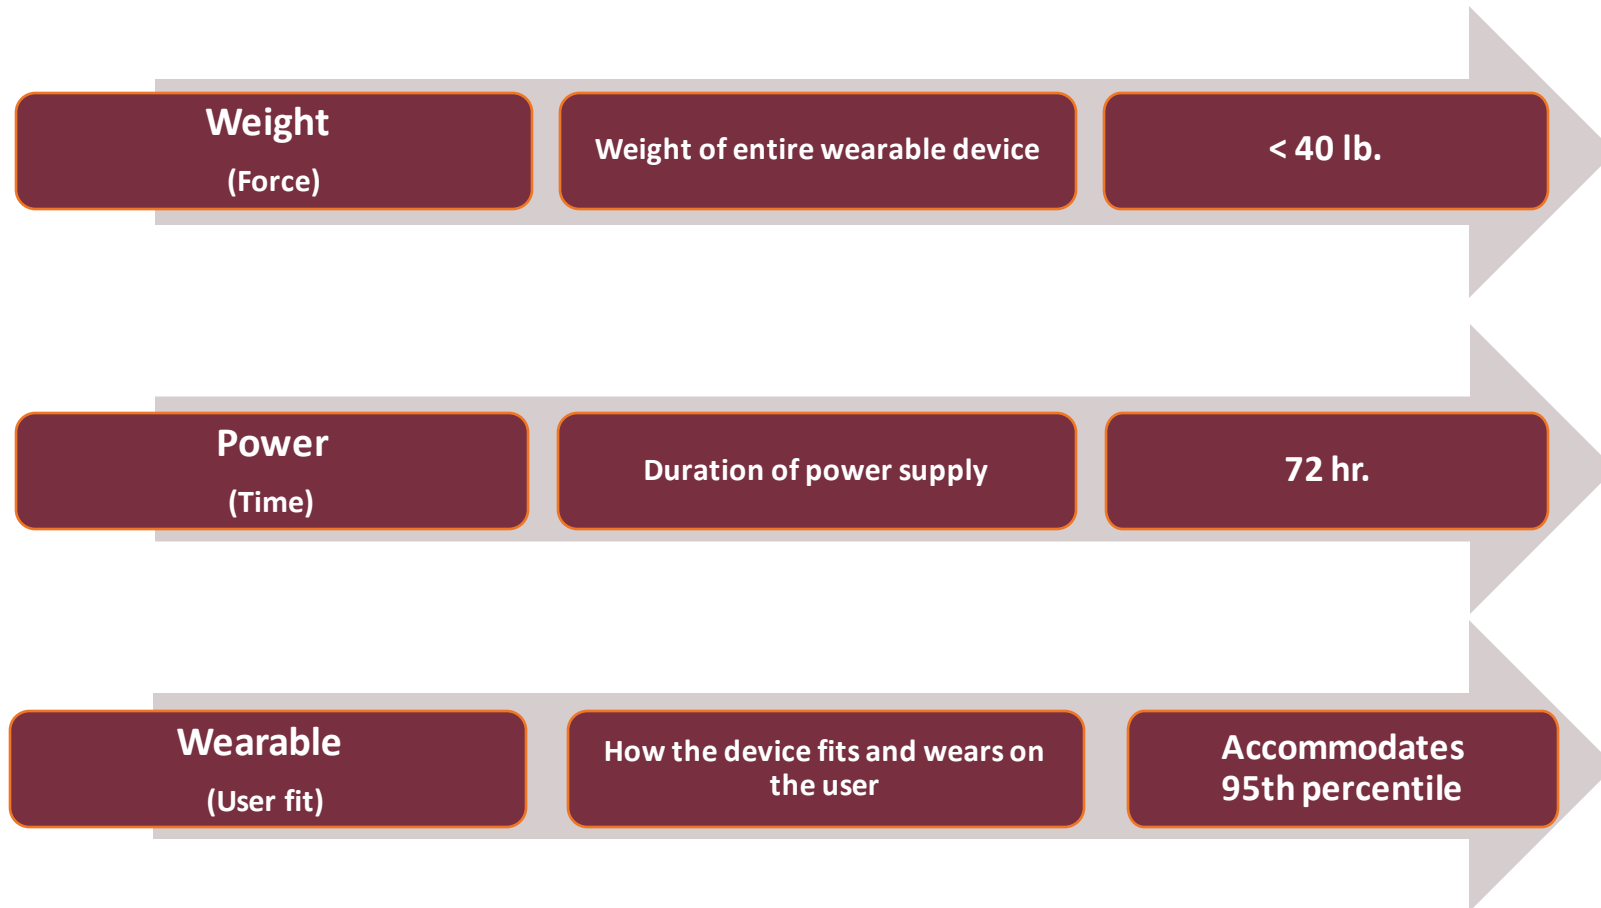 Weight
(Force)
Weight of entire wearable device
< 40 lb.
Power
(Time)
Duration of power supply
72 hr.
Wearable
(User fit)
How the device fits and wears on
the user
Accommodates
95th percentile